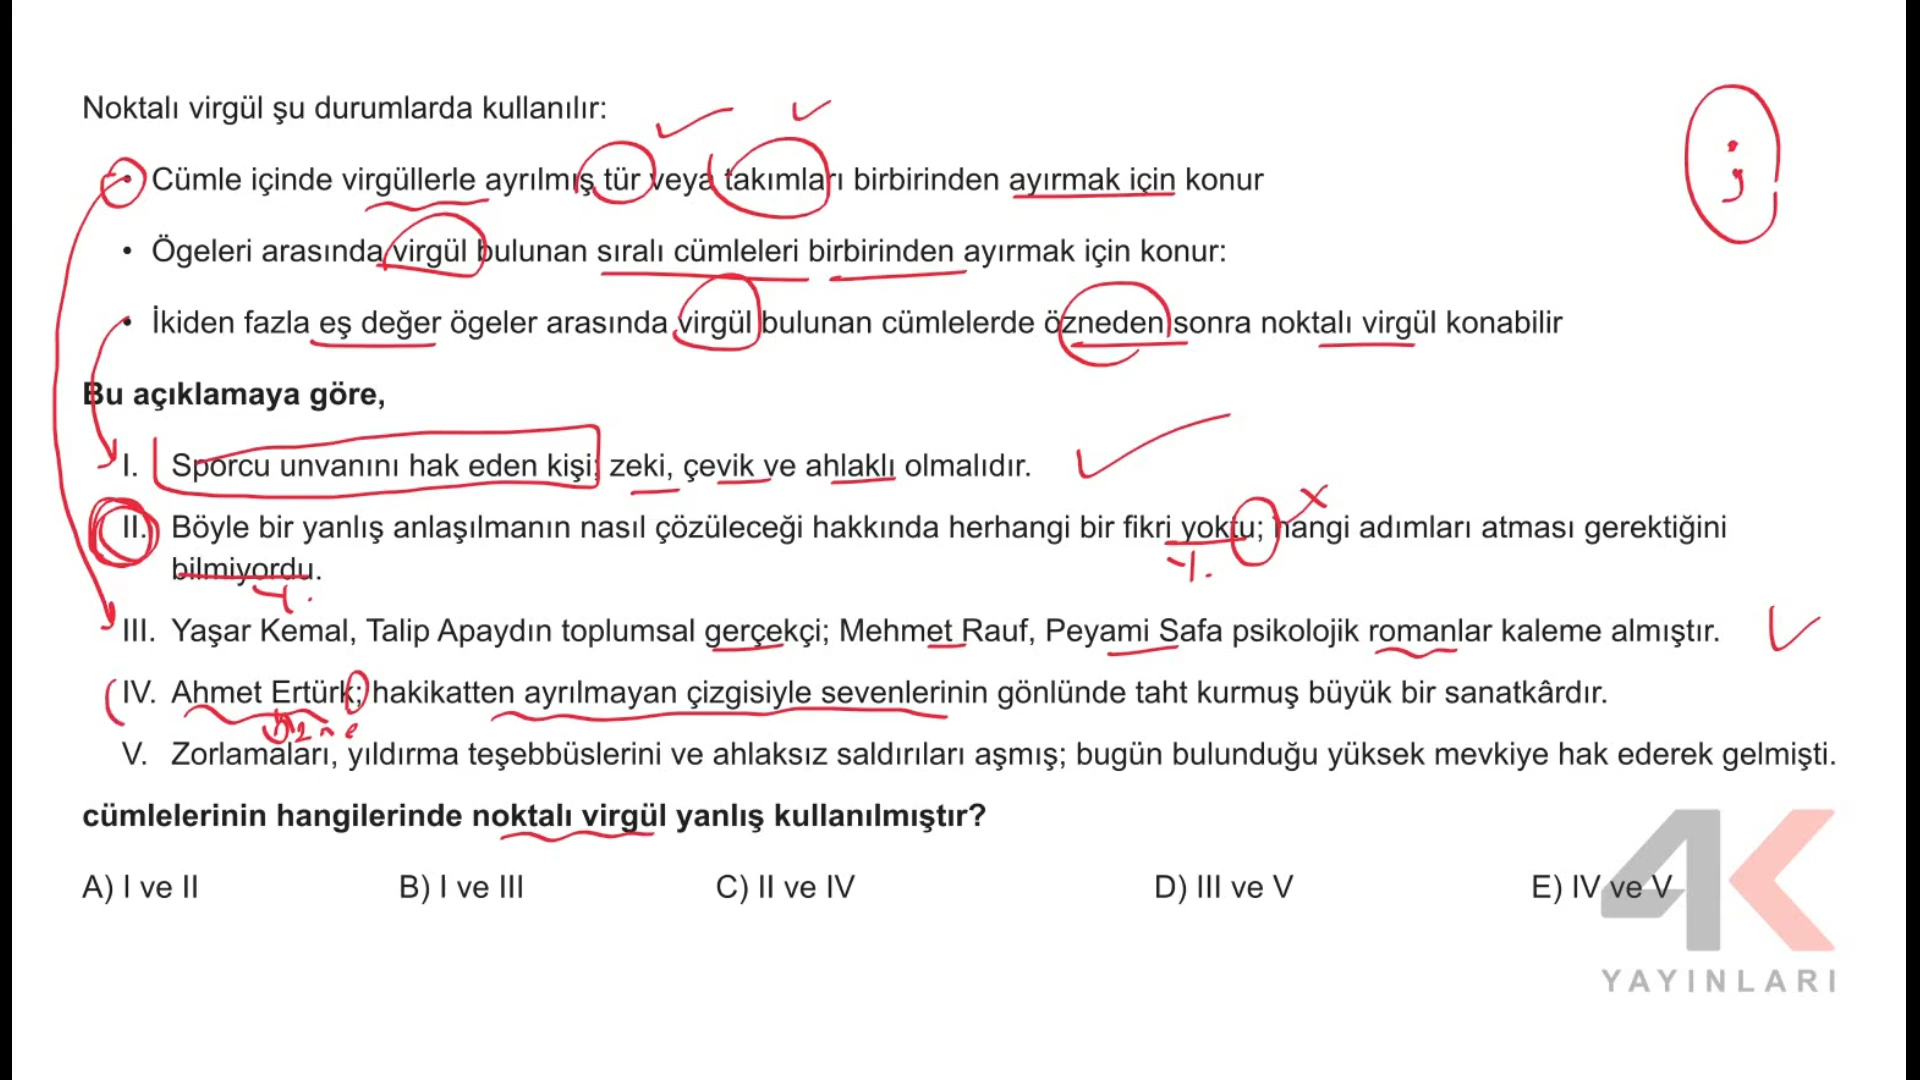 Noktalı virgül şu durumlarda kullanılır:
;
• Cümle içinde virgüllerle ayrılmış tür veya takımları birbirinden ayırmak için konur
• Ögeleri arasında virgül bulunan sıralı cümleleri birbirinden ayırmak için konur:
• İkiden fazla eş değer ögeler arasında virgül bulunan cümlelerde özneden sonra noktalı virgül konabilir
Bu açıklamaya göre,
I. Sporcu unvanını hak eden kişi; zeki, çevik ve ahlaklı olmalıdır.
II. Böyle bir yanlış anlaşılmanın nasıl çözüleceği hakkında herhangi bir fikri yoktu; hangi adımları atması gerektiğini
y.
bilmiyordu.
y.
III. Yaşar Kemal, Talip Apaydın toplumsal gerçekçi; Mehmet Rauf, Peyami Safa psikolojik romanlar kaleme almıştır.
IV. Ahmet Ertürk; hakikatten ayrılmayan çizgisiyle sevenlerinin gönlünde taht kurmuş büyük bir sanatkârdır.
özne
V. Zorlamaları, yıldırma teşebbüslerini ve ahlaksız saldırıları aşmış; bugün bulunduğu yüksek mevkiye hak ederek gelmişti.
cümlelerinin hangilerinde noktalı virgül yanlış kullanılmıştır?
A) I ve II B) I ve III C) II ve IV D) III ve V E) IV ve V
4K
YAYINLARI